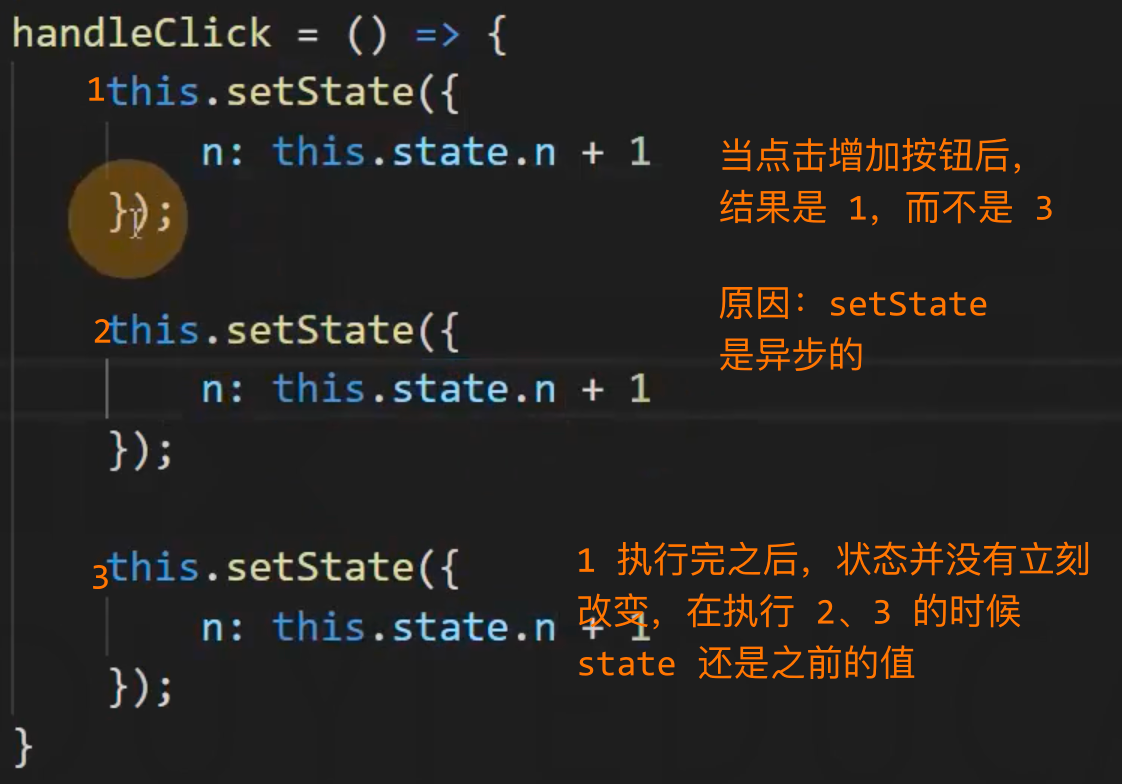 handleClick = () => {
1this.setState({
n: this.state.n + 1
});
当点击增加按钮后,
结果是 1, 而不是 3
2this.setState({
n: this.state.n + 1
});
原因: setState
是异步的
3this.setState({
n: this.state.n + 1
});
1 执行完之后, 状态并没有立刻
改变, 在执行 2、3 的时候
state 还是之前的值
}